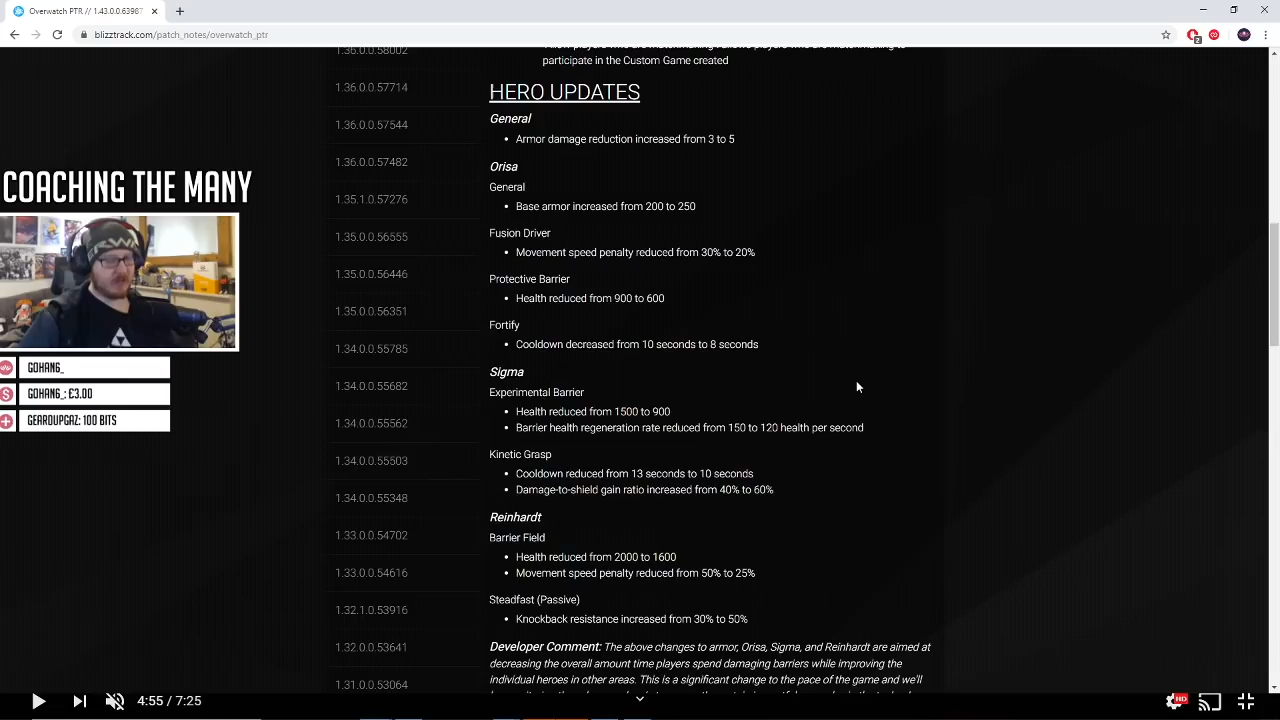 Overwatch PTR // 1.43.0.0.63987
blizztrack.com/patch_notes/overwatch_ptr
2
1.36.0.0.58002
participate in the Custom Game created
1.36.0.0.57714
HERO UPDATES
General
1.36.0.0.57544
• Armor damage reduction increased from 3 to 5
1.36.0.0.57482
Orisa
General
1.35.1.0.57276
• Base armor increased from 200 to 250
1.35.0.0.56555
Fusion Driver
• Movement speed penalty reduced from 30% to 20%
1.35.0.0.56446
Protective Barrier
• Health reduced from 900 to 600
1.35.0.0.56351
Fortify
• Cooldown decreased from 10 seconds to 8 seconds
1.34.0.0.55785
Sigma
1.34.0.0.55682
Experimental Barrier
• Health reduced from 1500 to 900
• Barrier health regeneration rate reduced from 150 to 120 health per second
1.34.0.0.55562
Kinetic Grasp
1.34.0.0.55503
• Cooldown reduced from 13 seconds to 10 seconds
• Damage-to-shield gain ratio increased from 40% to 60%
1.34.0.0.55348
Reinhardt
1.33.0.0.54702
Barrier Field
• Health reduced from 2000 to 1600
• Movement speed penalty reduced from 50% to 25%
1.33.0.0.54616
Steadfast (Passive)
1.32.1.0.53916
• Knockback resistance increased from 30% to 50%
1.32.0.0.53641
Developer Comment: The above changes to armor, Orisa, Sigma, and Reinhardt are aimed at
decreasing the overall amount time players spend damaging barriers while improving the
individual heroes in other areas. This is a significant change to the pace of the game and we'll
1.31.0.0.53064
COACHING THE MANY
GOHAN6_
GOHAN6_: £3.00
GEARDUPGAZ: 100 BITS
4:55 / 7:25
HD